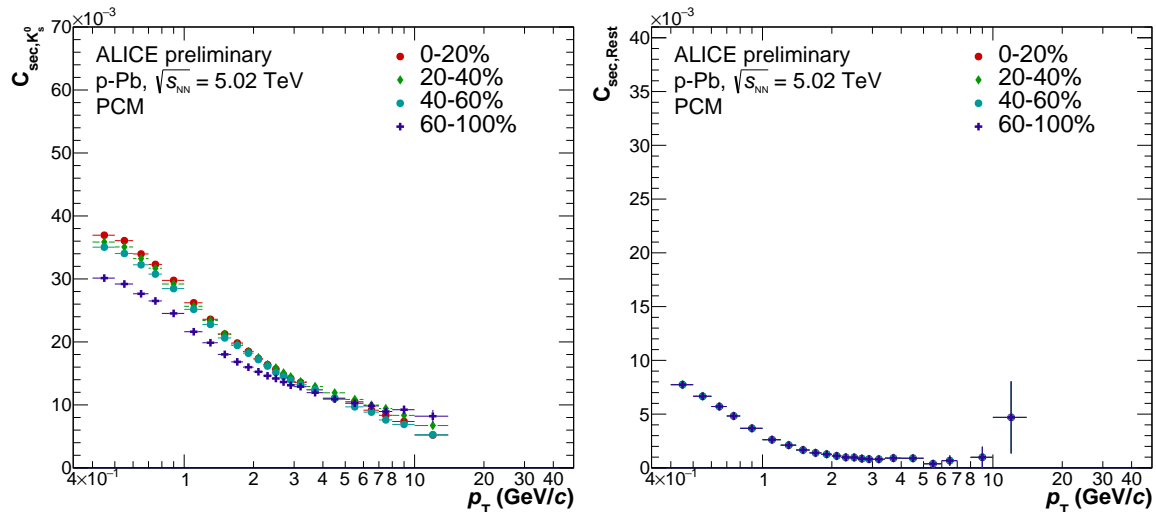 ×10⁻³
C_sec,K⁰_s
70
60
50
40
30
20
10
0
ALICE preliminary
p-Pb, √s_NN = 5.02 TeV
PCM
0-20%
20-40%
40-60%
60-100%
4×10⁻¹ 1 2 3 4 5 6 7 8 10 20 30 40
p_T (GeV/c)
×10⁻³
C_sec,Rest
40
35
30
25
20
15
10
5
0
ALICE preliminary
p-Pb, √s_NN = 5.02 TeV
PCM
0-20%
20-40%
40-60%
60-100%
4×10⁻¹ 1 2 3 4 5 6 7 8 10 20 30 40
p_T (GeV/c)